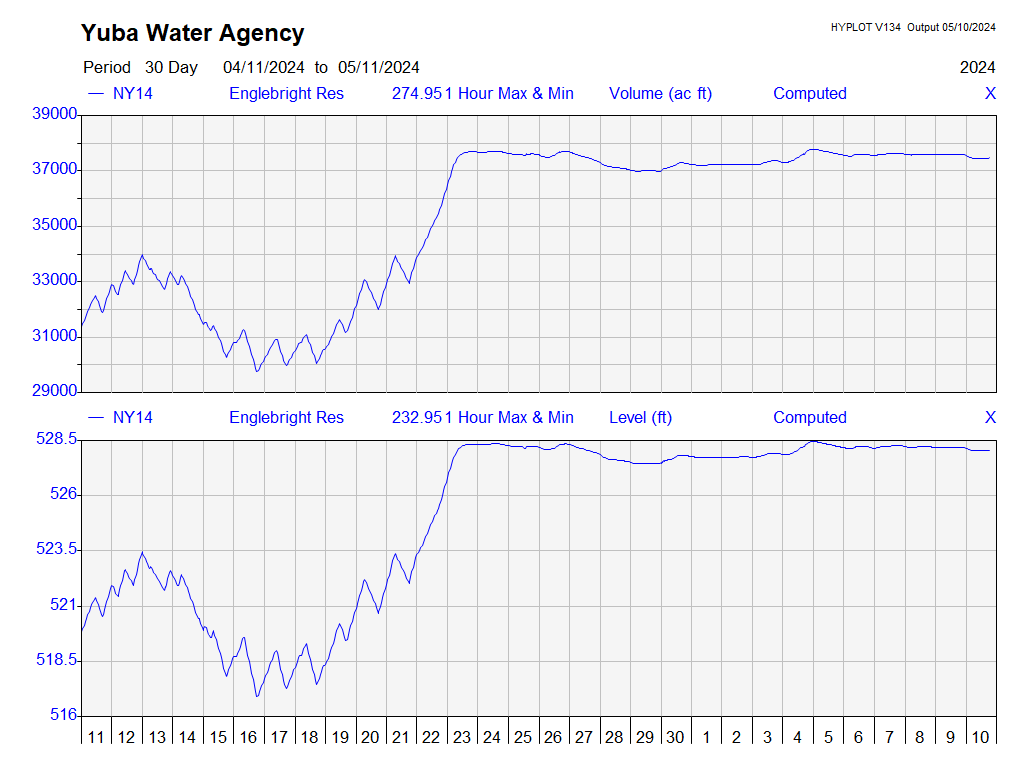 Yuba Water Agency
HYPLOT V134 Output 05/10/2024
Period 30 Day 04/11/2024 to 05/11/2024 2024
NY14 Englebright Res 274.951 Hour Max & Min Volume (ac ft) Computed X
39000
37000
35000
33000
31000
29000
NY14 Englebright Res 232.951 Hour Max & Min Level (ft) Computed X
528.5
526
523.5
521
518.5
516
11 12 13 14 15 16 17 18 19 20 21 22 23 24 25 26 27 28 29 30 1 2 3 4 5 6 7 8 9 10